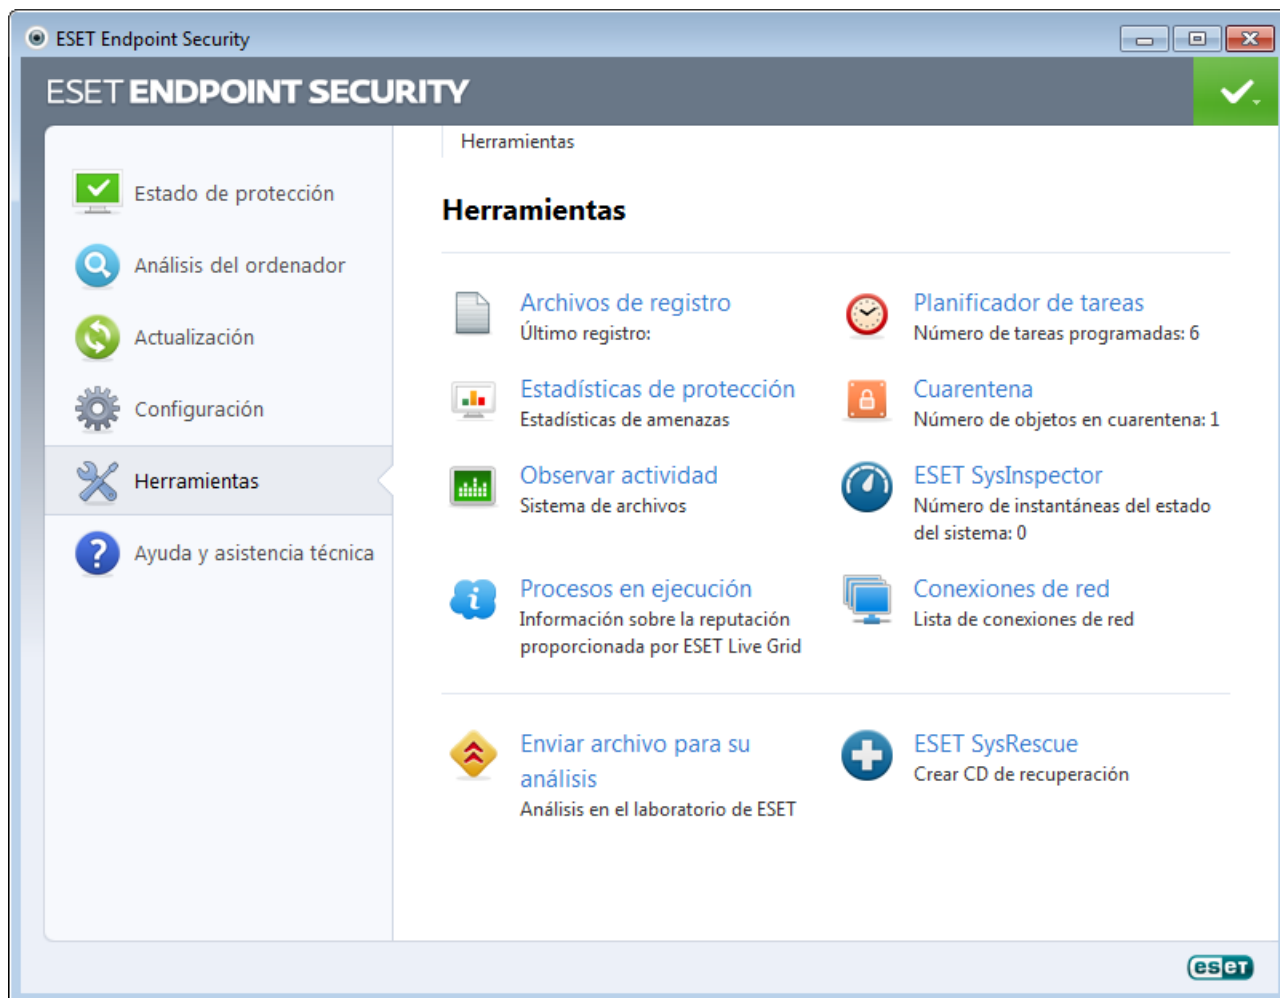 ESET Endpoint Security
ESET ENDPOINT SECURITY
Estado de protección
Análisis del ordenador
Actualización
Configuración
Herramientas
Ayuda y asistencia técnica
Herramientas
Herramientas
Archivos de registro
Último registro:
Planificador de tareas
Número de tareas programadas: 6
Estadísticas de protección
Estadísticas de amenazas
Cuarentena
Número de objetos en cuarentena: 1
Observar actividad
Sistema de archivos
ESET SysInspector
Número de instantáneas del estado
del sistema: 0
Procesos en ejecución
Información sobre la reputación
proporcionada por ESET Live Grid
Conexiones de red
Lista de conexiones de red
Enviar archivo para su
análisis
Análisis en el laboratorio de ESET
ESET SysRescue
Crear CD de recuperación
eseT